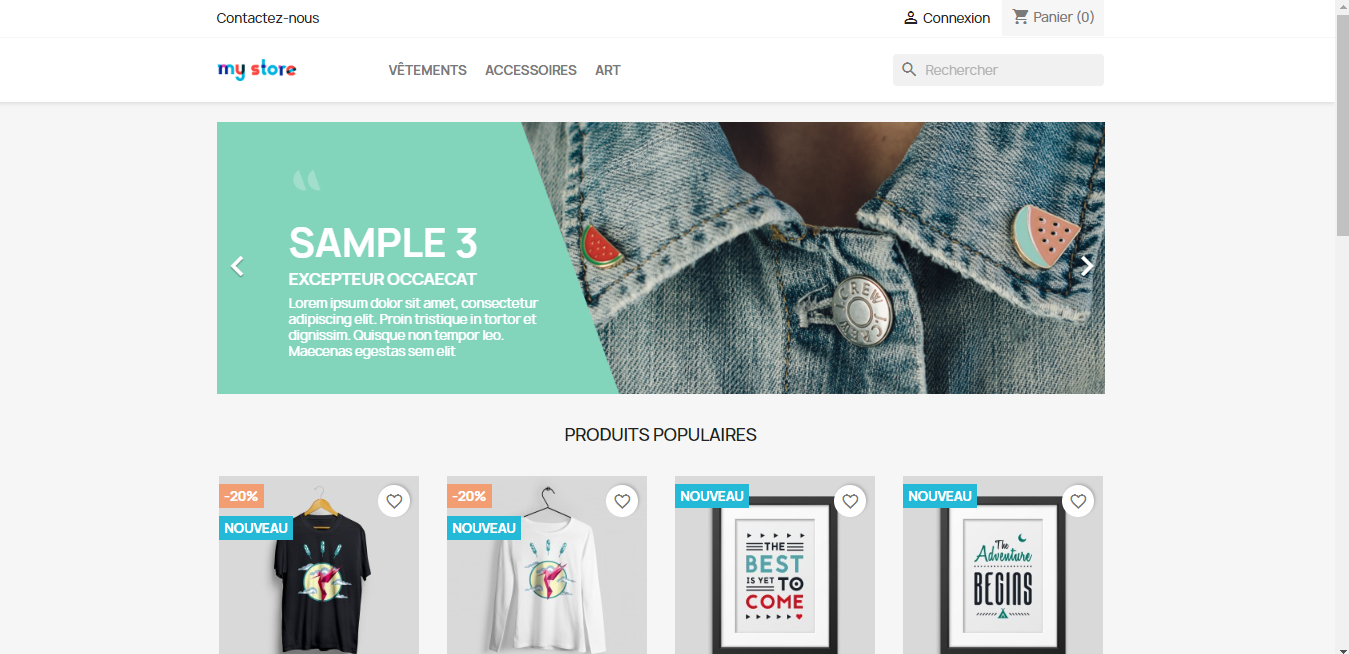 Contactez-nous
Connexion
Panier (0)
my store
VÊTEMENTS ACCESSOIRES ART
Rechercher
SAMPLE 3
EXCEPTEUR OCCAECAT
Lorem ipsum dolor sit amet, consectetur
adipiscing elit. Proin tristique in tortor et
dignissim. Quisque non tempor leo.
Maecenas egestas sem elit
J.CREW J.CREW
PRODUITS POPULAIRES
-20%
NOUVEAU
-20%
NOUVEAU
NOUVEAU
THE
BEST
IS YET TO
COME
NOUVEAU
The
Adventure
BEGINS